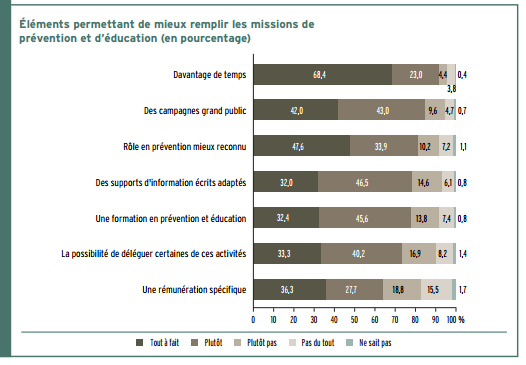 Éléments permettant de mieux remplir les missions de
prévention et d'éducation (en pourcentage)
Davantage de temps 68,4 23,0 4,4 3,8 0,4
Des campagnes grand public 42,0 43,0 9,6 4,7 0,7
Rôle en prévention mieux reconnu 47,6 33,9 10,2 7,2 1,1
Des supports d'information écrits adaptés 32,0 46,5 14,6 6,1 0,8
Une formation en prévention et éducation 32,4 45,6 13,8 7,4 0,8
La possibilité de déléguer certaines de ces activités 33,3 40,2 16,9 8,2 1,4
Une rémunération spécifique 36,3 27,7 18,8 15,5 1,7
0 10 20 30 40 50 60 70 80 90 100 %
Tout à fait Plutôt Plutôt pas Pas du tout Ne sait pas